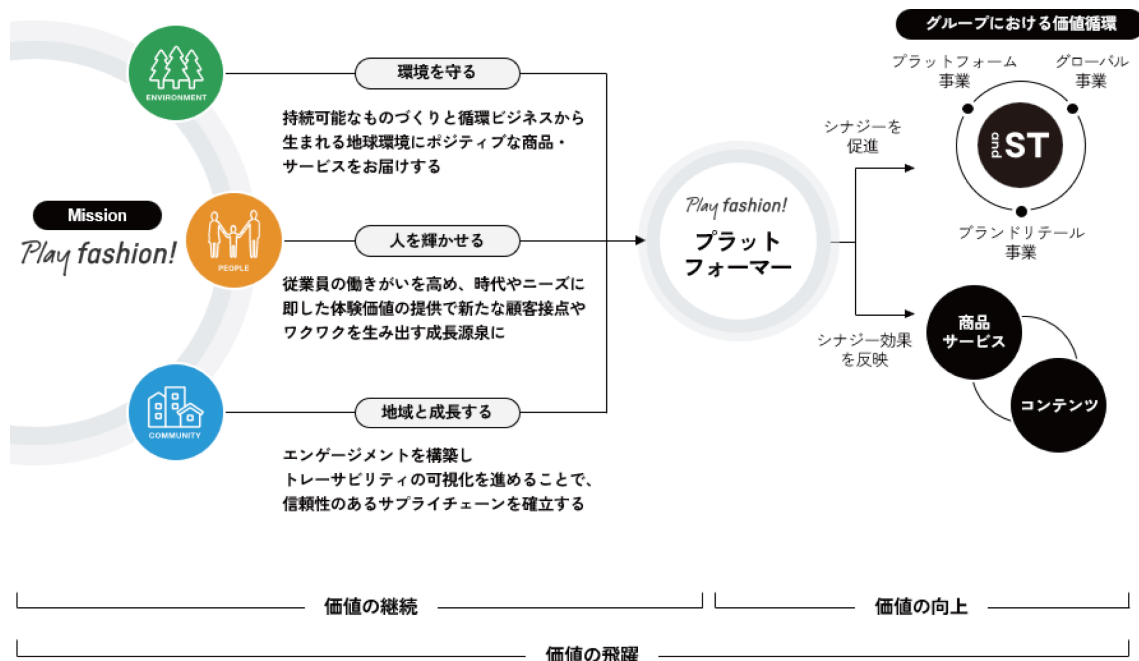 グループにおける価値循環
プラットフォーム
事業
グローバル
事業
ENVIRONMENT
環境を守る
持続可能なものづくりと循環ビジネスから
生まれる地球環境にポジティブな商品・
サービスをお届けする
シナジーを
促進
and ST
Mission
Play fashion!
PEOPLE
人を輝かせる
従業員の働きがいを高め、時代やニーズに
即した体験価値の提供で新たな顧客接点や
ワクワクを生み出す成長源泉に
Play fashion!
プラット
フォーマー
ブランドリテール
事業
シナジー効果
を反映
商品
サービス
コンテンツ
COMMUNITY
地域と成長する
エンゲージメントを構築し
トレーサビリティの可視化を進めることで、
信頼性のあるサプライチェーンを確立する
価値の継続
価値の向上
価値の飛躍